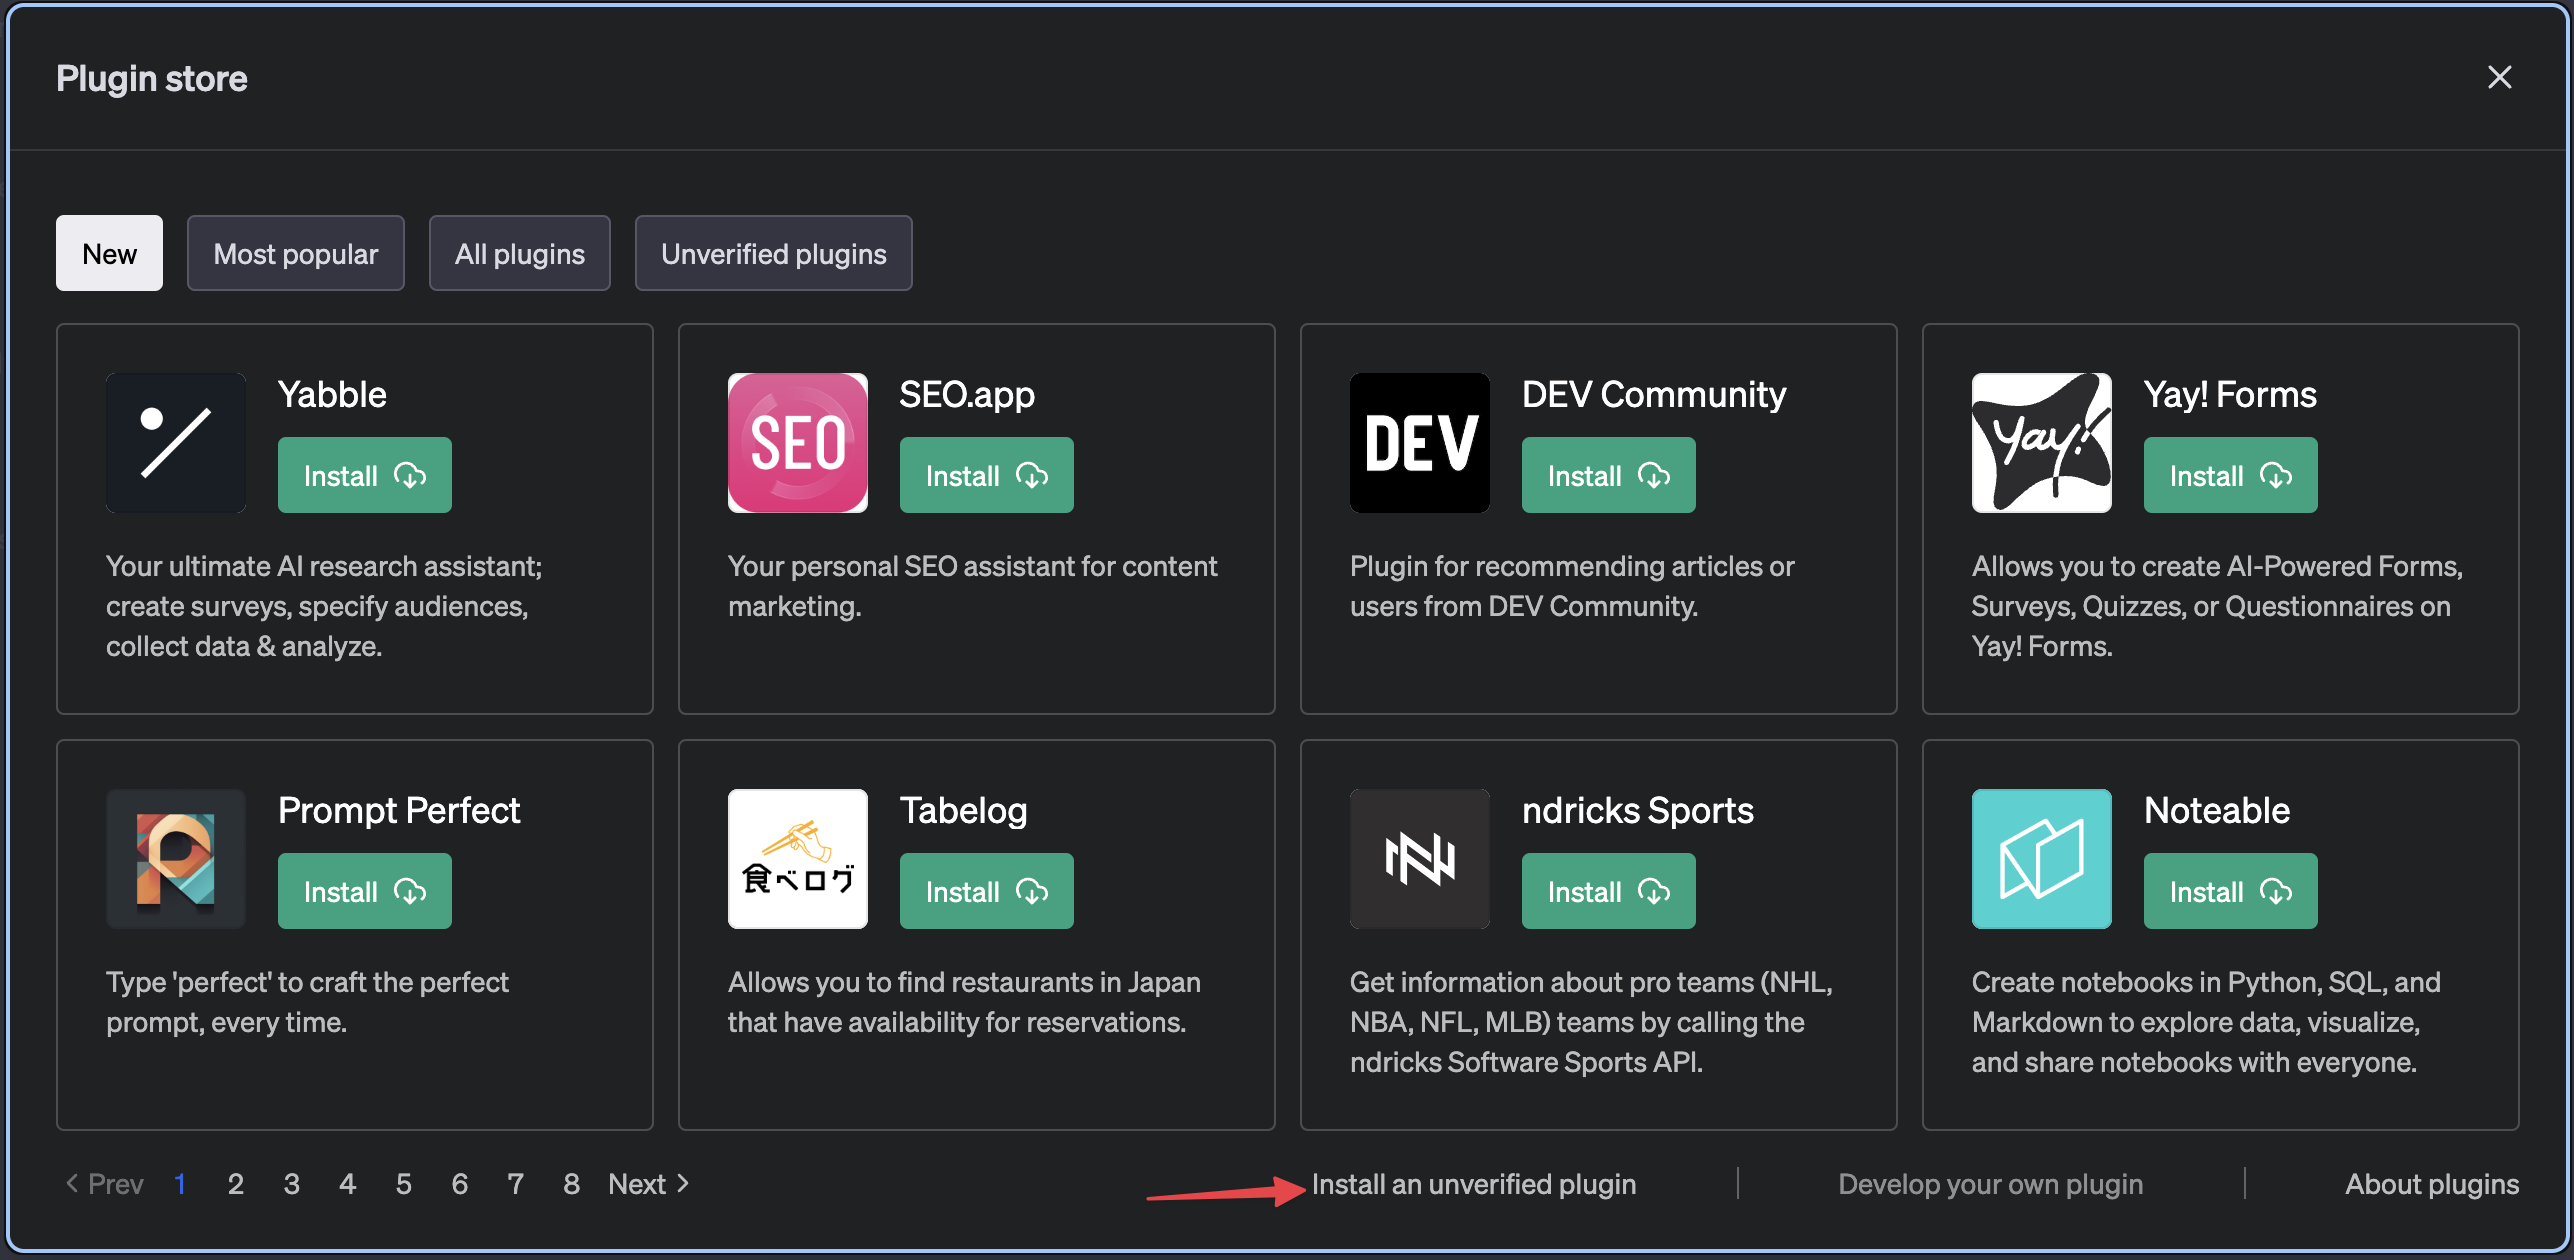 Plugin store
New
Most popular
All plugins
Unverified plugins
Yabble
Install
Your ultimate AI research assistant;
create surveys, specify audiences,
collect data & analyze.
SEO
SEO.app
Install
Your personal SEO assistant for content
marketing.
DEV
DEV Community
Install
Plugin for recommending articles or
users from DEV Community.
Yay!
Yay! Forms
Install
Allows you to create AI-Powered Forms,
Surveys, Quizzes, or Questionnaires on
Yay! Forms.
Prompt Perfect
Install
Type 'perfect' to craft the perfect
prompt, every time.
食べログ
Tabelog
Install
Allows you to find restaurants in Japan
that have availability for reservations.
ndricks Sports
Install
Get information about pro teams (NHL,
NBA, NFL, MLB) teams by calling the
ndricks Software Sports API.
Noteable
Install
Create notebooks in Python, SQL, and
Markdown to explore data, visualize,
and share notebooks with everyone.
Prev 1 2 3 4 5 6 7 8 Next
Install an unverified plugin
Develop your own plugin
About plugins